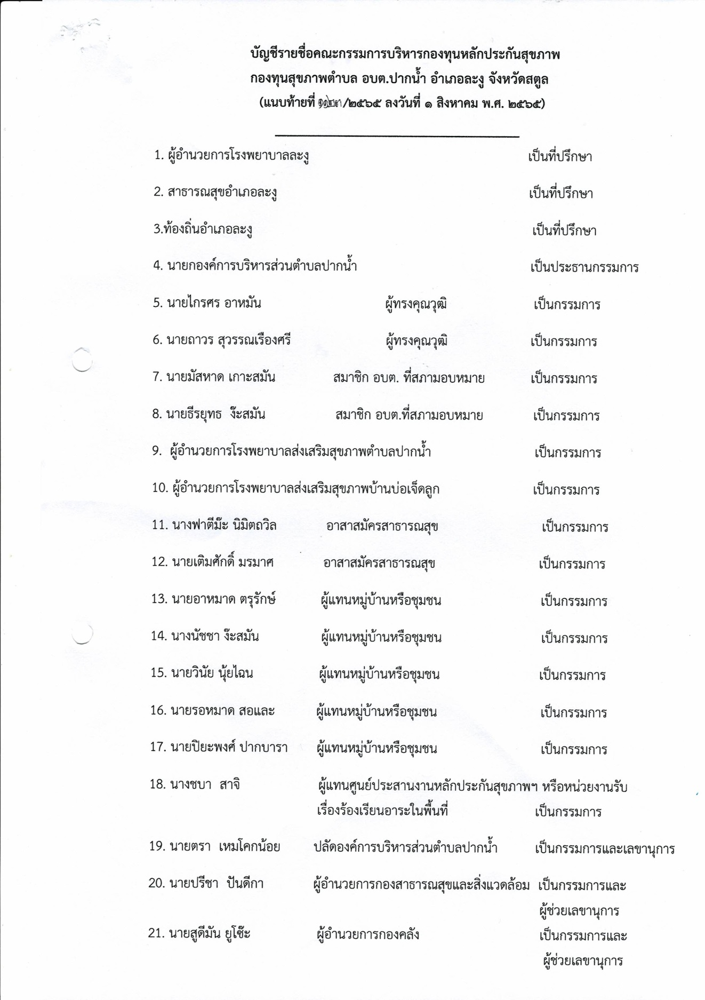 บัญชีรายชื่อคณะกรรมการบริหารกองทุนหลักประกันสุขภาพ
กองทุนสุขภาพตำบล อบต.ปากน้ำ อำเภอละงู จังหวัดสตูล
(แนบท้ายที่ /๒๕๖๕ ลงวันที่ ๑ สิงหาคม พ.ศ. ๒๕๖๕)
1. ผู้อำนวยการโรงพยาบาลละงู เป็นที่ปรึกษา
2. สาธารณสุขอำเภอละงู เป็นที่ปรึกษา
3.ท้องถิ่นอำเภอละงู เป็นที่ปรึกษา
4. นายกองค์การบริหารส่วนตำบลปากน้ำ เป็นประธานกรรมการ
5. นายไกรศร อาหมัน ผู้ทรงคุณวุฒิ เป็นกรรมการ
6. นายถาวร สุวรรณเรืองศรี ผู้ทรงคุณวุฒิ เป็นกรรมการ
7. นายมัสหาด เกาะสมัน สมาชิก อบต. ที่สภามอบหมาย เป็นกรรมการ
8. นายธีรยุทธ ง๊ะสมัน สมาชิก อบต.ที่สภามอบหมาย เป็นกรรมการ
9. ผู้อำนวยการโรงพยาบาลส่งเสริมสุขภาพตำบลปากน้ำ เป็นกรรมการ
10. ผู้อำนวยการโรงพยาบาลส่งเสริมสุขภาพบ้านบ่อเจ็ดลูก เป็นกรรมการ
11. นางฟาตีม๊ะ นิมิตถวิล อาสาสมัครสาธารณสุข เป็นกรรมการ
12. นายเติมศักดิ์ มรมาศ อาสาสมัครสาธารณสุข เป็นกรรมการ
13. นายอาหมาด ตรุรักษ์ ผู้แทนหมู่บ้านหรือชุมชน เป็นกรรมการ
14. นางนัชชา ง๊ะสมัน ผู้แทนหมู่บ้านหรือชุมชน เป็นกรรมการ
15. นายวินัย นุ้ยไฉน ผู้แทนหมู่บ้านหรือชุมชน เป็นกรรมการ
16. นายรอหมาด สอและ ผู้แทนหมู่บ้านหรือชุมชน เป็นกรรมการ
17. นายปิยะพงศ์ ปากบารา ผู้แทนหมู่บ้านหรือชุมชน เป็นกรรมการ
18. นางชบา สาจิ ผู้แทนศูนย์ประสานงานหลักประกันสุขภาพฯ หรือหน่วยงานรับ
เรื่องร้องเรียนอาระในพื้นที่ เป็นกรรมการ
19. นายตรา เหมโคกน้อย ปลัดองค์การบริหารส่วนตำบลปากน้ำ เป็นกรรมการและเลขานุการ
20. นายปรีชา ปันดีกา ผู้อำนวยการกองสาธารณสุขและสิ่งแวดล้อม เป็นกรรมการและ
ผู้ช่วยเลขานุการ
21. นายสูดีมัน ยูโซ๊ะ ผู้อำนวยการกองคลัง เป็นกรรมการและ
ผู้ช่วยเลขานุการ